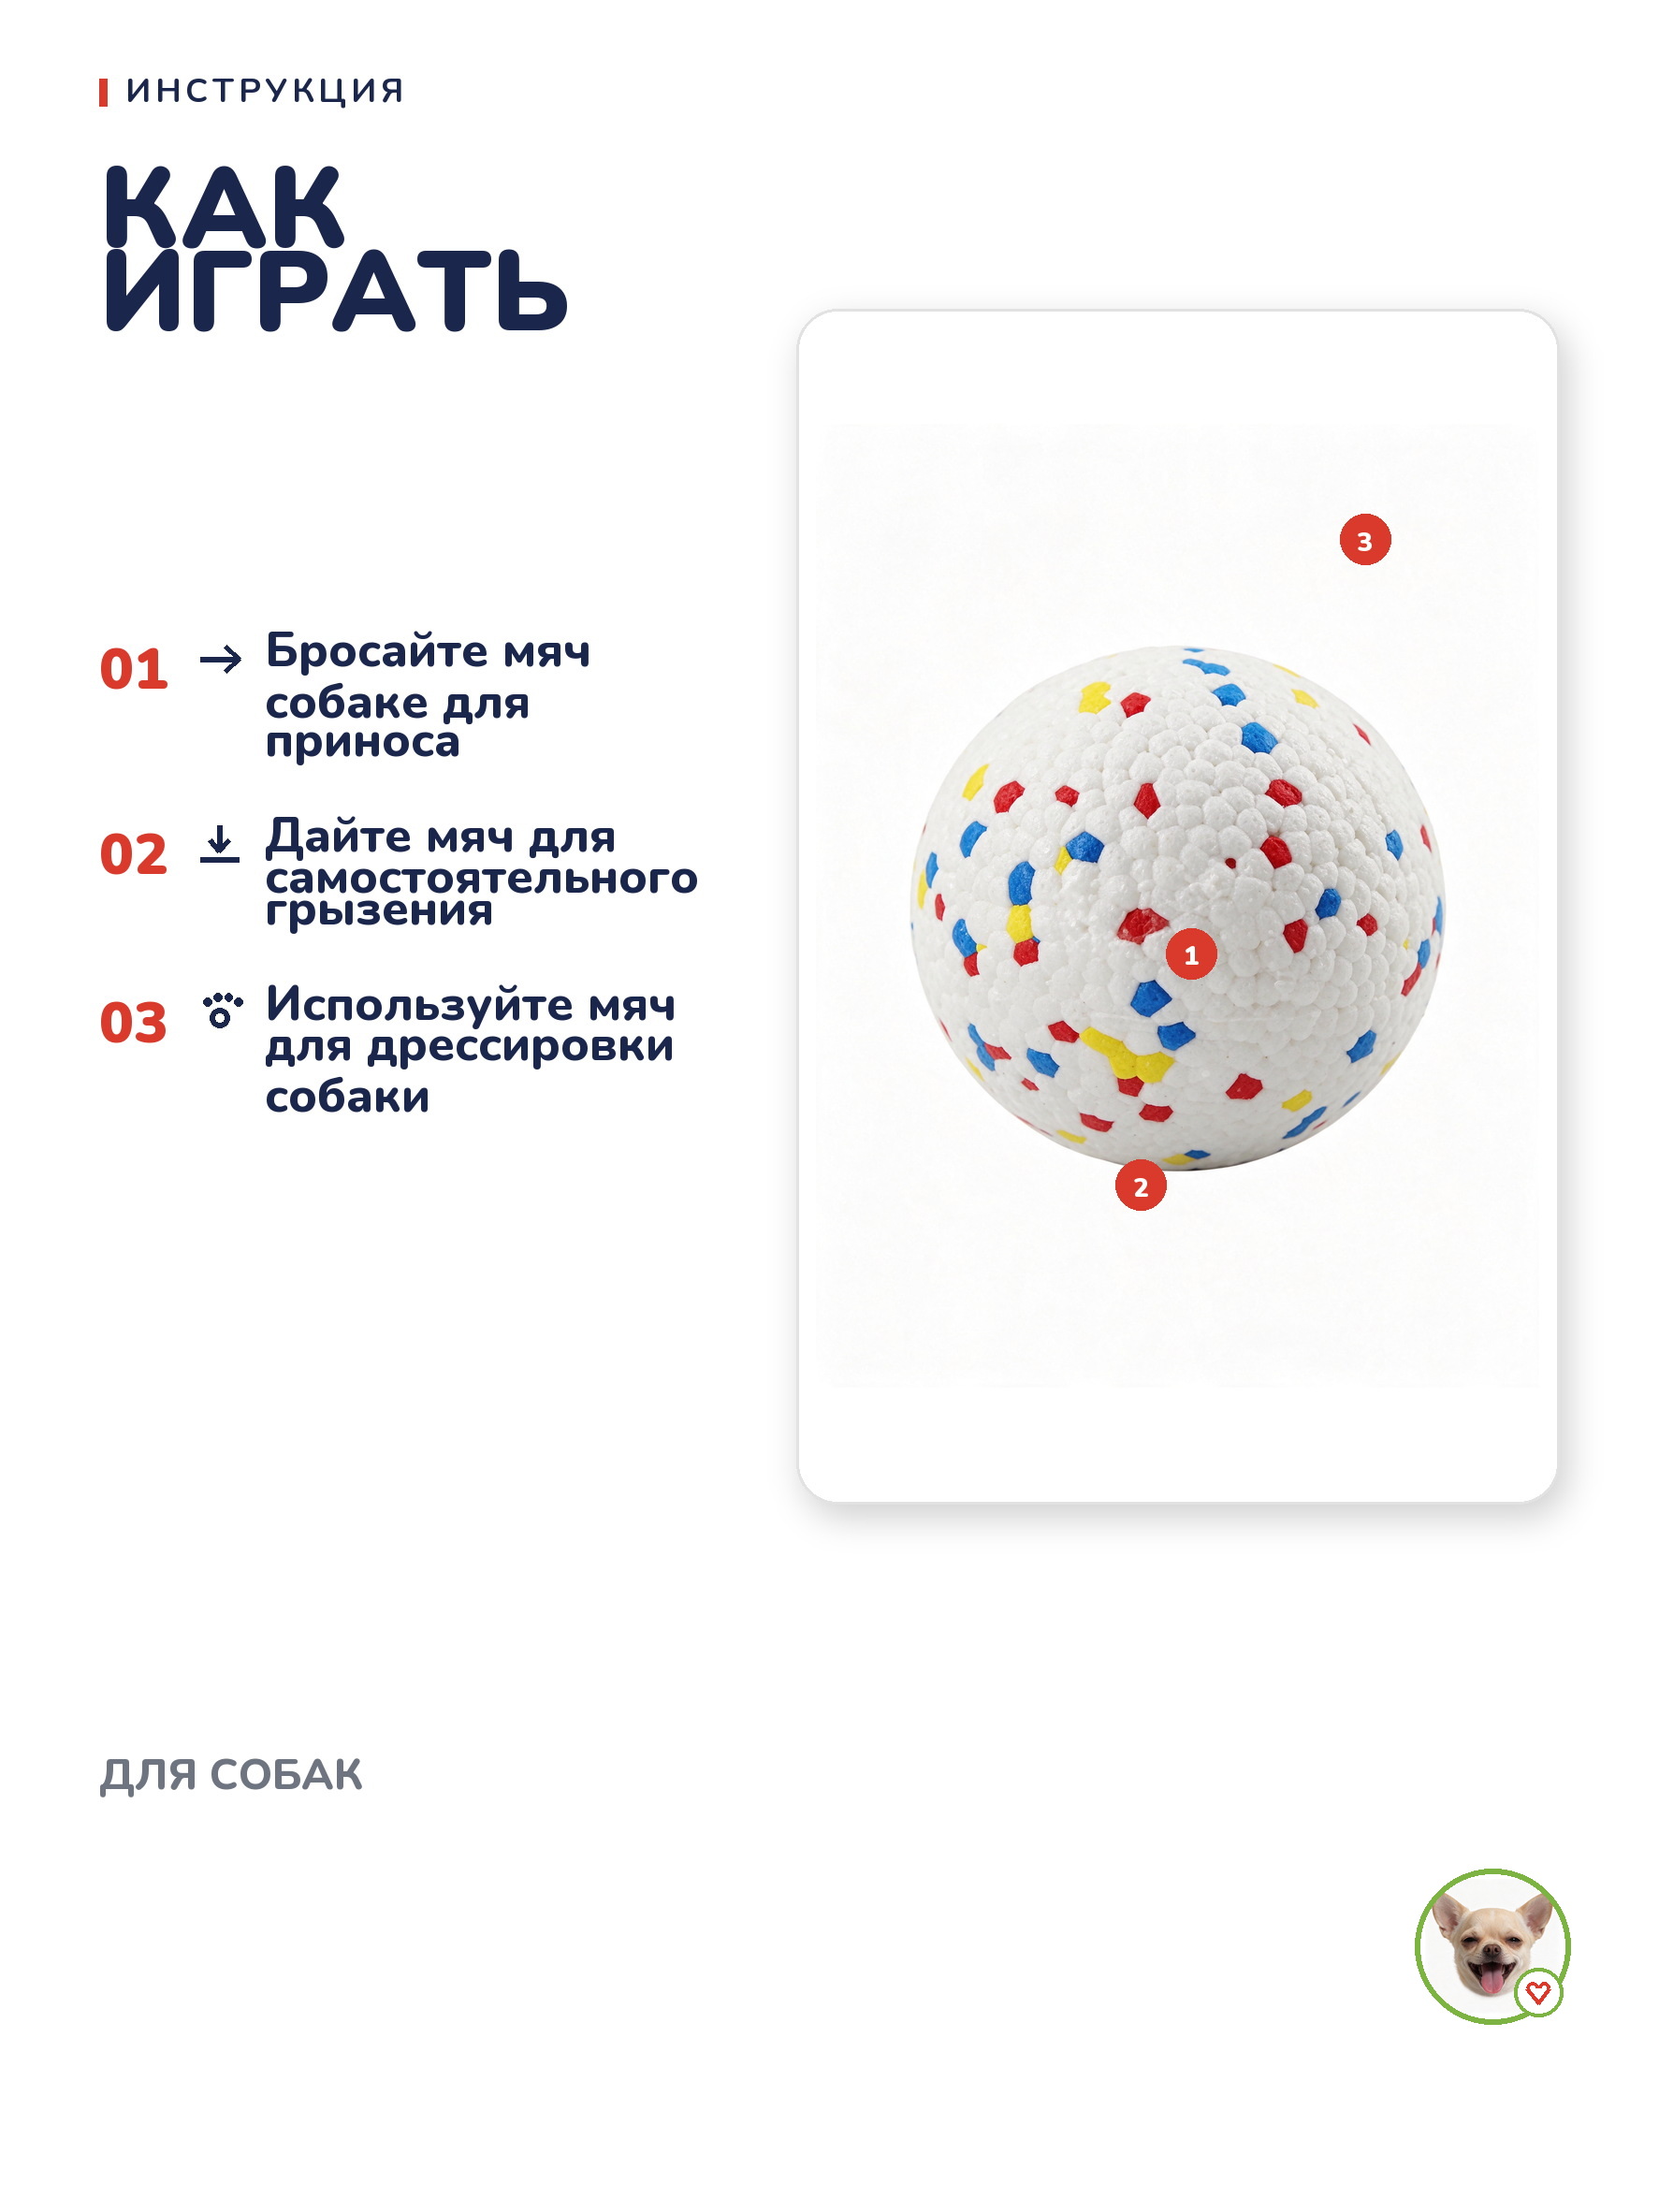 ИНСТРУКЦИЯ
КАК
ИГРАТЬ
01
Бросайте мяч
собаке для
приноса
02
Дайте мяч для
самостоятельного
грызения
03
Используйте мяч
для дрессировки
собаки
3
1
2
ДЛЯ СОБАК